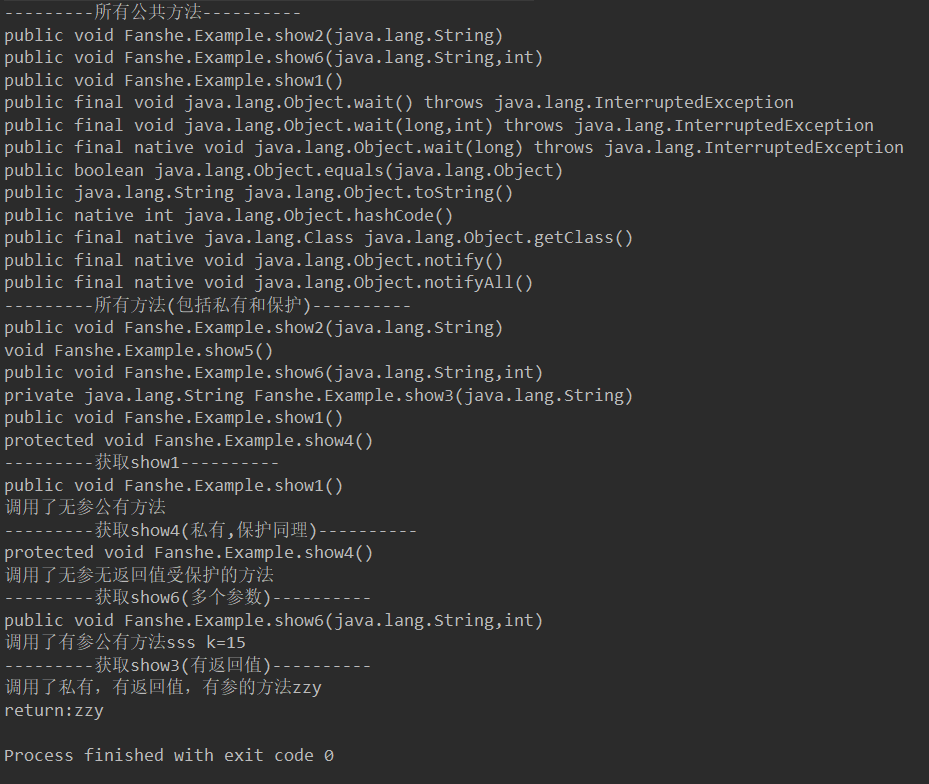 ---------所有公共方法----------
public void Fanshe.Example.show2(java.lang.String)
public void Fanshe.Example.show6(java.lang.String,int)
public void Fanshe.Example.show1()
public final void java.lang.Object.wait() throws java.lang.InterruptedException
public final void java.lang.Object.wait(long,int) throws java.lang.InterruptedException
public final native void java.lang.Object.wait(long) throws java.lang.InterruptedException
public boolean java.lang.Object.equals(java.lang.Object)
public java.lang.String java.lang.Object.toString()
public native int java.lang.Object.hashCode()
public final native java.lang.Class java.lang.Object.getClass()
public final native void java.lang.Object.notify()
public final native void java.lang.Object.notifyAll()
---------所有方法(包括私有和保护)----------
public void Fanshe.Example.show2(java.lang.String)
void Fanshe.Example.show5()
public void Fanshe.Example.show6(java.lang.String,int)
private java.lang.String Fanshe.Example.show3(java.lang.String)
public void Fanshe.Example.show1()
protected void Fanshe.Example.show4()
---------获取show1----------
public void Fanshe.Example.show1()
调用了无参公有方法
---------获取show4(私有,保护同理)----------
protected void Fanshe.Example.show4()
调用了无参无返回值受保护的方法
---------获取show6(多个参数)----------
public void Fanshe.Example.show6(java.lang.String,int)
调用了有参公有方法sss k=15
---------获取show3(有返回值)----------
调用了私有，有返回值，有参的方法zzy
return:zzy
Process finished with exit code 0